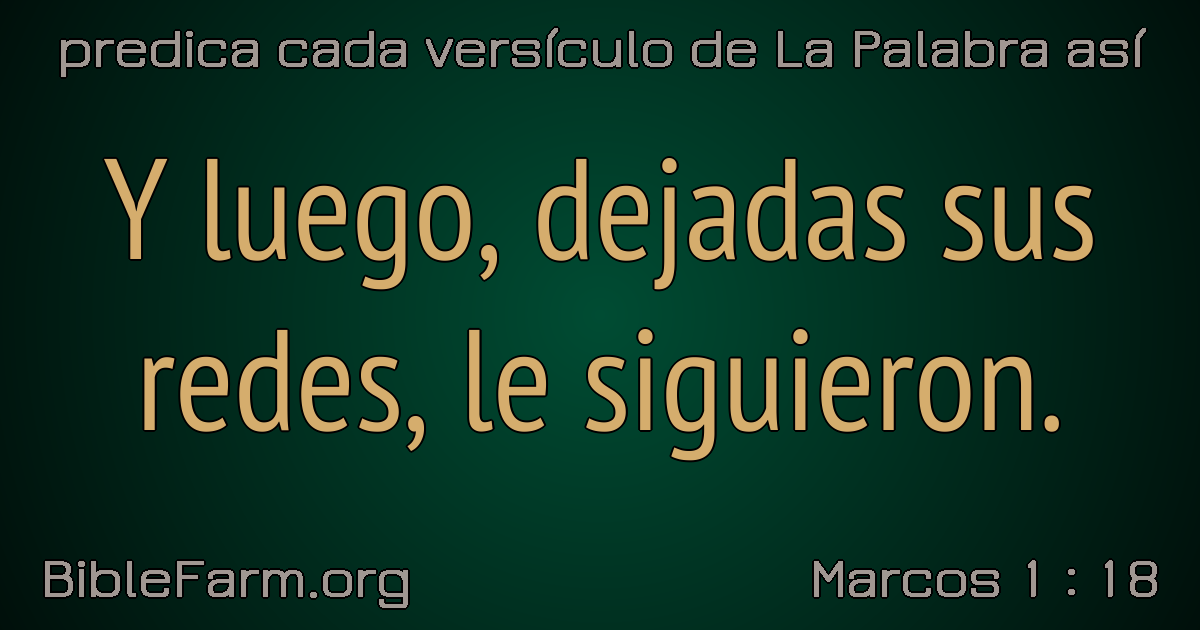 predica cada versículo de La Palabra así
Y luego, dejadas sus
redes, le siguieron.
BibleFarm.org
Marcos 1 : 18